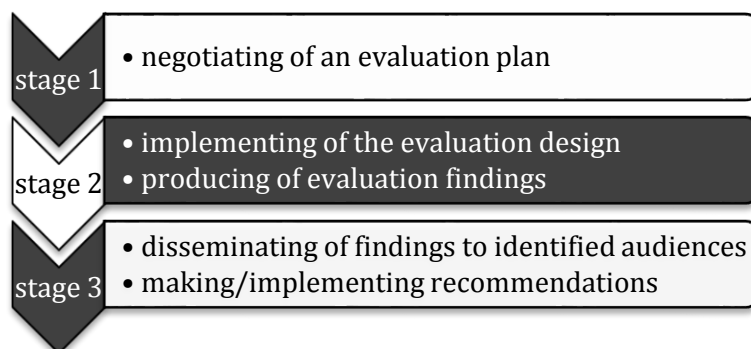 stage 1
• negotiating of an evaluation plan
stage 2
• implementing of the evaluation design
• producing of evaluation findings
stage 3
• disseminating of findings to identified audiences
• making/implementing recommendations